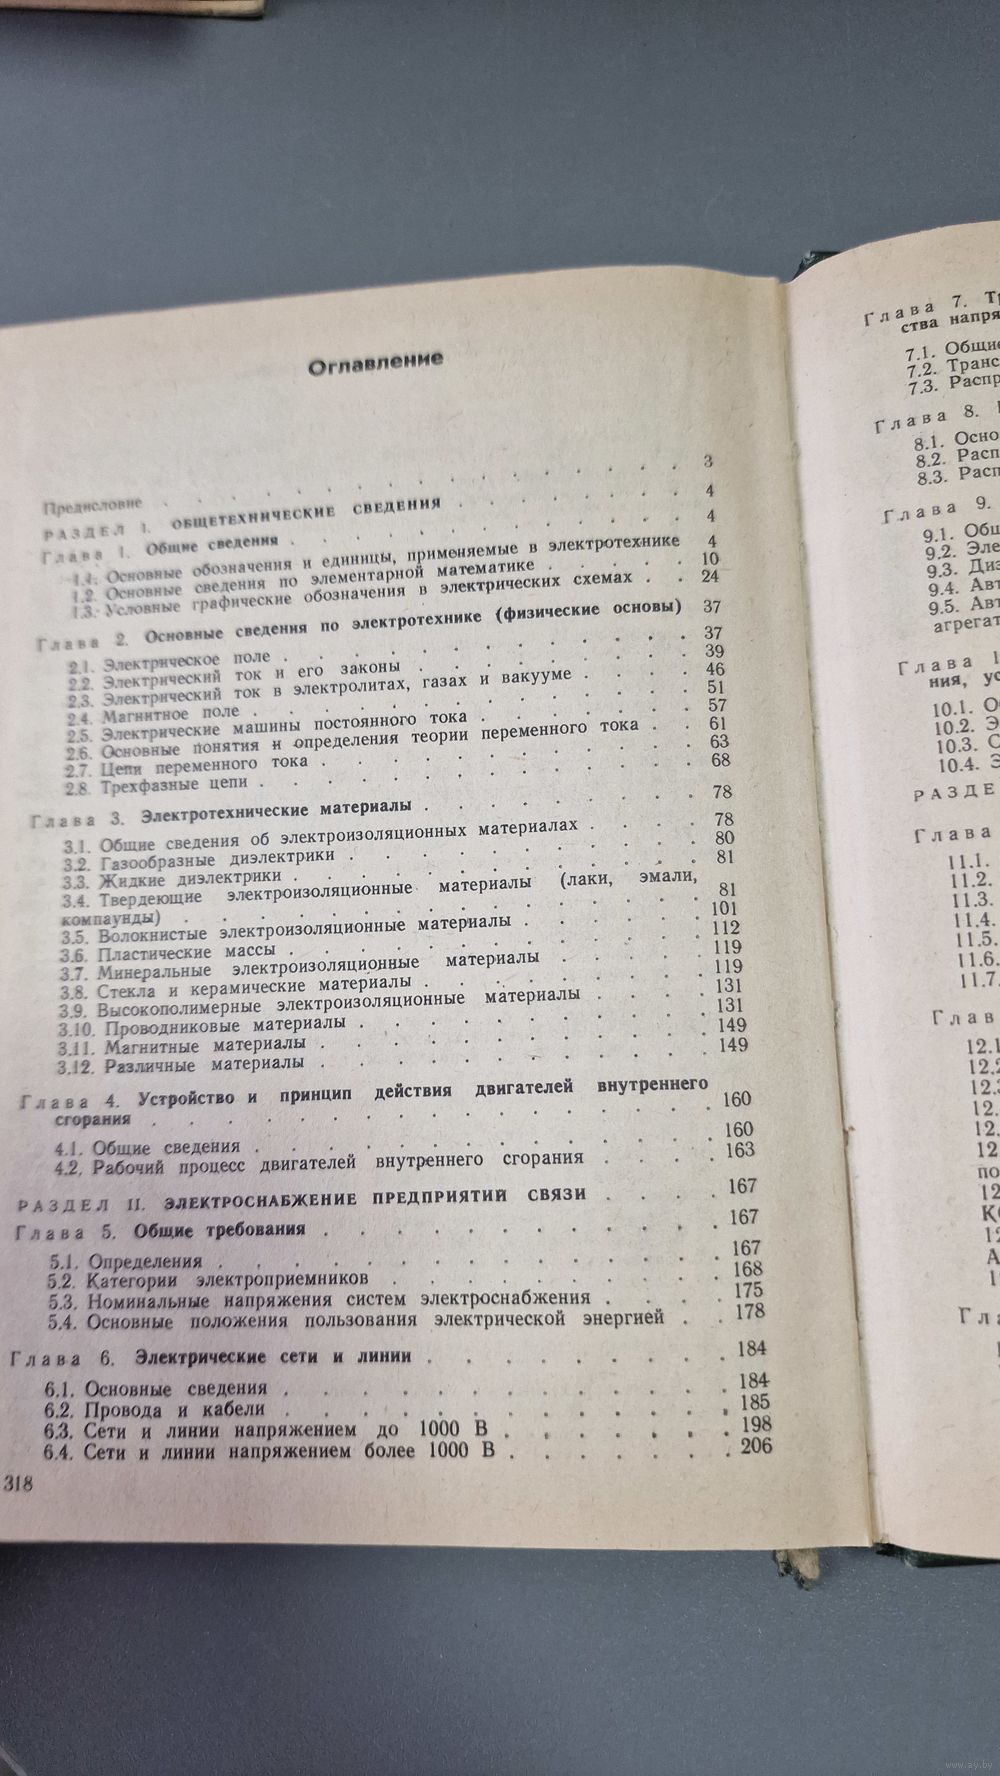 Оглавление
Предисловие . . . . . . . . . . . . . 3
РАЗДЕЛ I. ОБЩЕТЕХНИЧЕСКИЕ СВЕДЕНИЯ . . . . . . 4
Глава 1. Общие сведения . . . . . . . . . . 4
1.1. Основные обозначения и единицы, применяемые в электротехнике 4
1.2. Основные сведения по элементарной математике . . . . . 10
1.3. Условные графические обозначения в электрических схемах . . 24
Глава 2. Основные сведения по электротехнике (физические основы) 37
2.1. Электрическое поле . . . . . . . . . . . 37
2.2. Электрический ток и его законы . . . . . . . 39
2.3. Электрический ток в электролитах, газах и вакууме . . . . 46
2.4. Магнитное поле . . . . . . . . . . . . 51
2.5. Электрические машины постоянного тока . . . . . . 57
2.6. Основные понятия и определения теории переменного тока . . 61
2.7. Цепи переменного тока . . . . . . . . . . 63
2.8. Трехфазные цепи . . . . . . . . . . . . 68
Глава 3. Электротехнические материалы . . . . . . . 78
3.1. Общие сведения об электроизоляционных материалах . . . . 78
3.2. Газообразные диэлектрики . . . . . . . . . 80
3.3. Жидкие диэлектрики . . . . . . . . . . . 81
3.4. Твердеющие электроизоляционные материалы (лаки, эмали,
компаунды) . . . . . . . . . . . . . . 81
3.5. Волокнистые электроизоляционные материалы . . . . . 101
3.6. Пластические массы . . . . . . . . . . . 112
3.7. Минеральные электроизоляционные материалы . . . . . 119
3.8. Стекла и керамические материалы . . . . . . . . 119
3.9. Высокополимерные электроизоляционные материалы . . . . 131
3.10. Проводниковые материалы . . . . . . . . . 131
3.11. Магнитные материалы . . . . . . . . . . 149
3.12. Различные материалы . . . . . . . . . . 149
Глава 4. Устройство и принцип действия двигателей внутреннего
сгорания . . . . . . . . . . . . . . . 160
4.1. Общие сведения . . . . . . . . . . . . 160
4.2. Рабочий процесс двигателей внутреннего сгорания . . . . 163
РАЗДЕЛ II. ЭЛЕКТРОСНАБЖЕНИЕ ПРЕДПРИЯТИЙ СВЯЗИ . . . . 167
Глава 5. Общие требования . . . . . . . . . . . 167
5.1. Определения . . . . . . . . . . . . . 167
5.2. Категории электроприемников . . . . . . . . . 168
5.3. Номинальные напряжения систем электроснабжения . . . . 175
5.4. Основные положения пользования электрической энергией . . 178
Глава 6. Электрические сети и линии . . . . . . . . 184
6.1. Основные сведения . . . . . . . . . . . . 184
6.2. Провода и кабели . . . . . . . . . . . . 185
6.3. Сети и линии напряжением до 1000 В . . . . . . 198
6.4. Сети и линии напряжением более 1000 В . . . . . . 206
318
Глава 7.
ства
7.1.
7.2.
7.3.
Глава 8.
8.1.
8.2.
8.3.
Глава 9.
9.1.
9.2.
9.3.
9.4.
9.5.
Глава
ния,
10.1.
10.2.
10.3.
10.4.
Глава
11.1.
11.2.
11.3.
11.4.
11.5.
11.6.
11.7.
www.ay.by